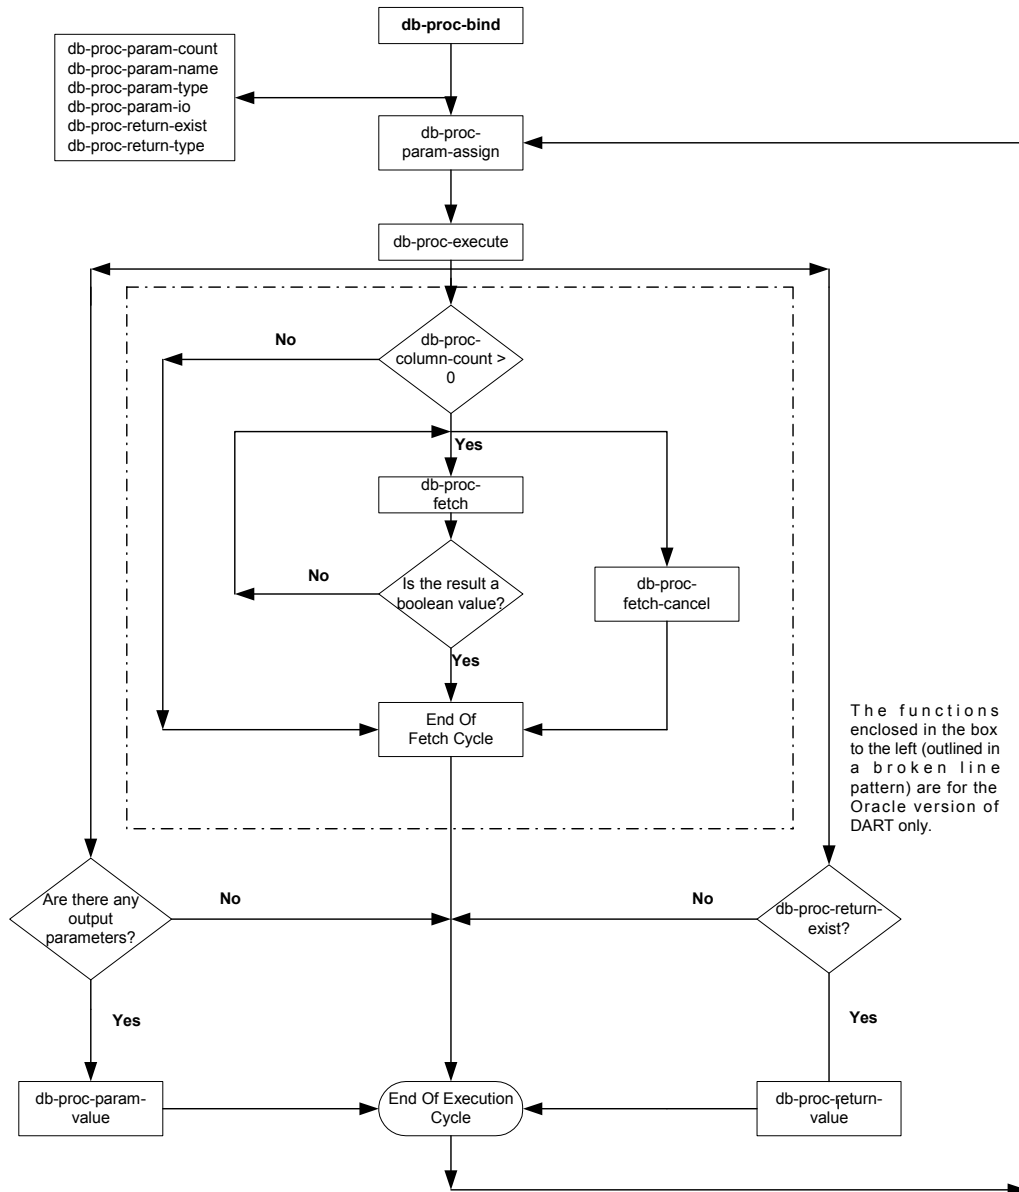 db-proc-bind
db-proc-param-count
db-proc-param-name
db-proc-param-type
db-proc-param-io
db-proc-return-exist
db-proc-return-type
db-proc-
param-assign
db-proc-execute
db-proc-
column-count >
0
No
Yes
db-proc-
fetch
Is the result a
boolean value?
No
db-proc-
fetch-cancel
Yes
End Of
Fetch Cycle
The functions
enclosed in the box
to the left (outlined in
a broken line
pattern) are for the
Oracle version of
DART only.
Are there any
output
parameters?
No
No
db-proc-return-
exist?
Yes
Yes
db-proc-param-
value
End Of Execution
Cycle
db-proc-return-
value